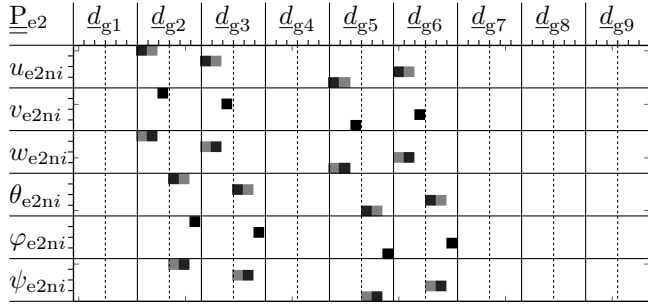 P_e2 d_g1 d_g2 d_g3 d_g4 d_g5 d_g6 d_g7 d_g8 d_g9
u_e2ni
v_e2ni
w_e2ni
θ_e2ni
φ_e2ni
ψ_e2ni